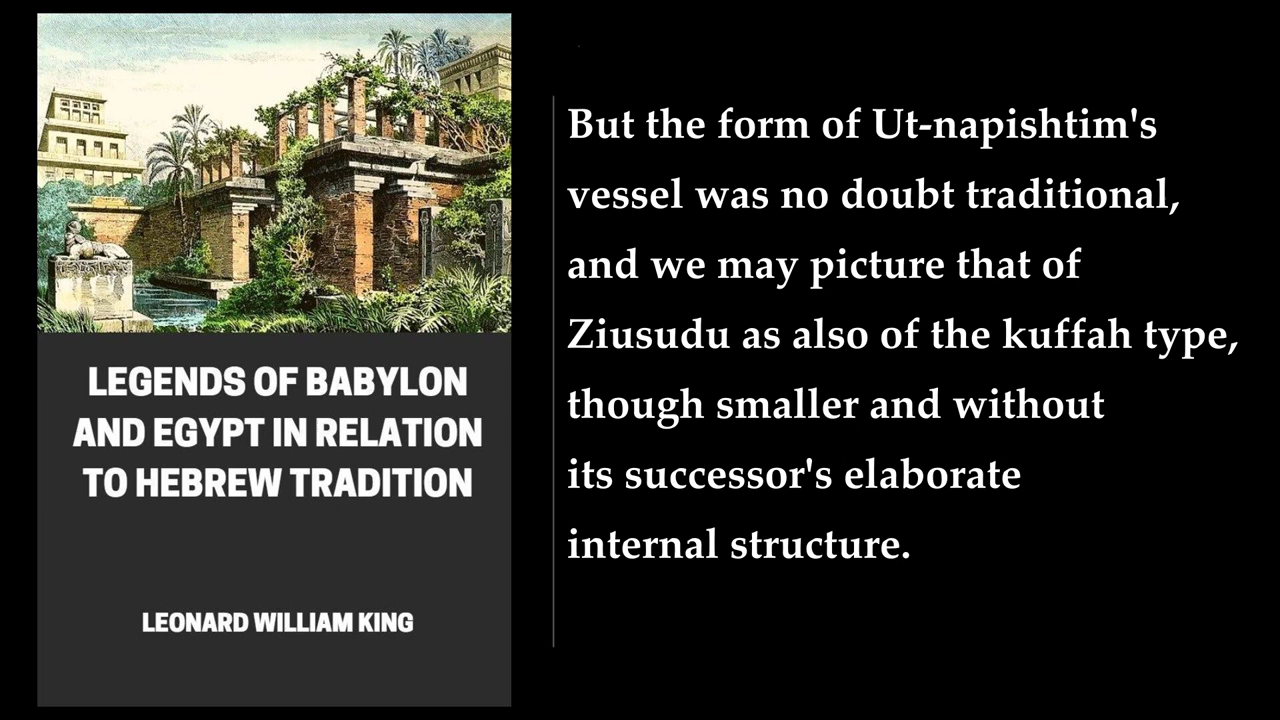 LEGENDS OF BABYLON
AND EGYPT IN RELATION
TO HEBREW TRADITION
LEONARD WILLIAM KING
But the form of Ut-napishtim's
vessel was no doubt traditional,
and we may picture that of
Ziusudu as also of the kuffah type,
though smaller and without
its successor's elaborate
internal structure.